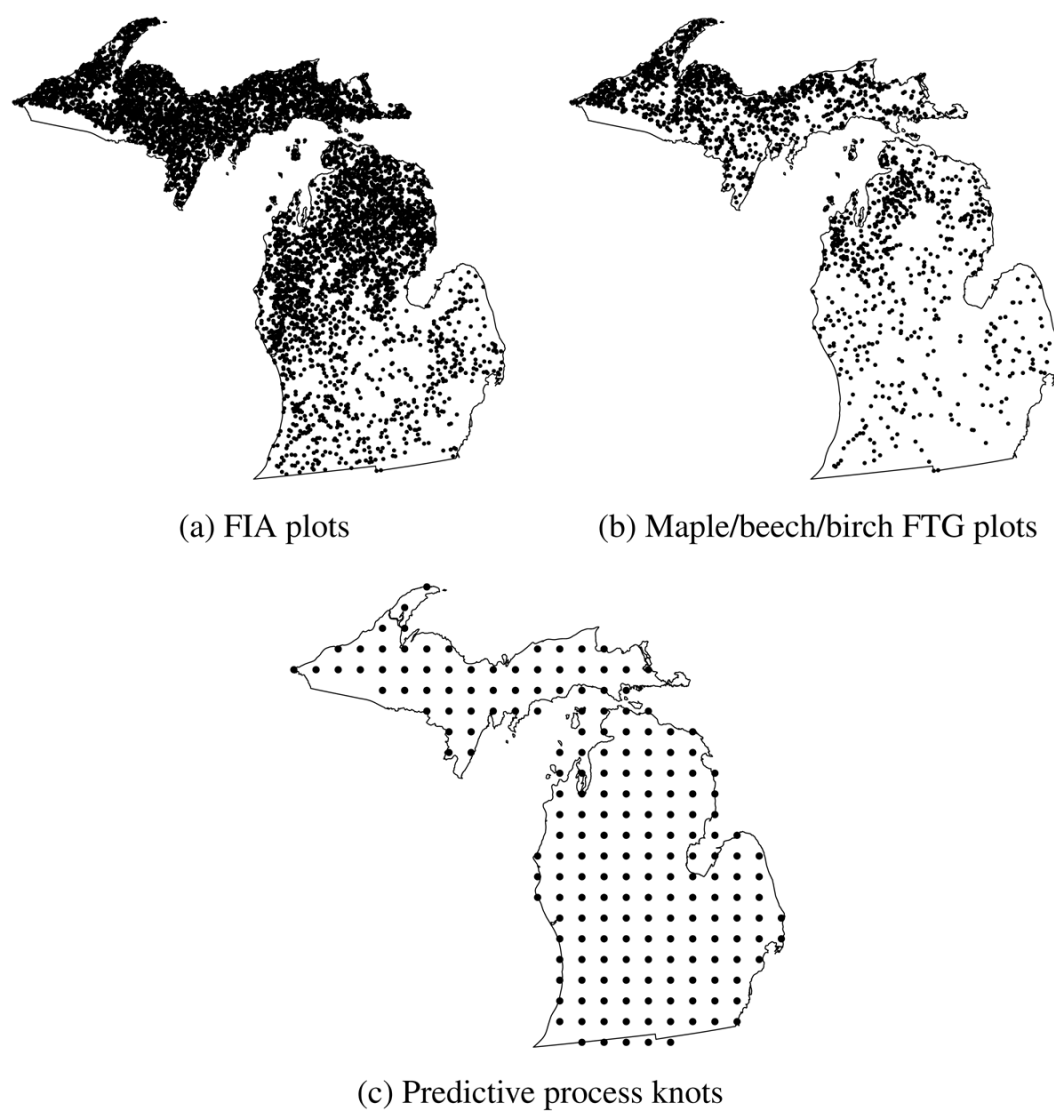 (a) FIA plots
(b) Maple/beech/birch FTG plots
(c) Predictive process knots